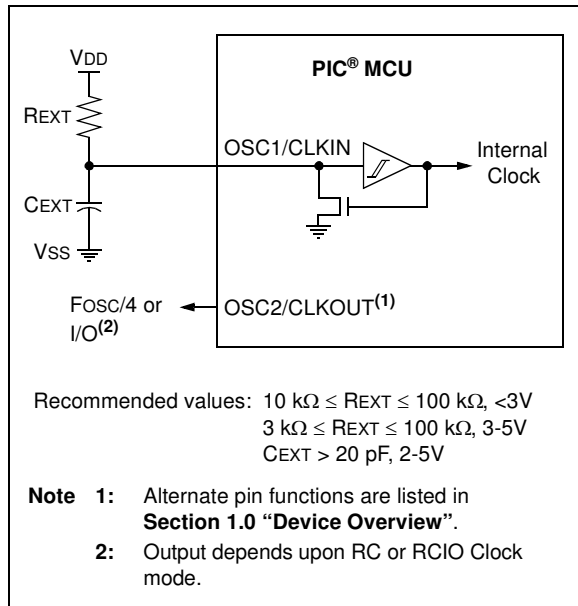 VDD
PIC® MCU
REXT
OSC1/CLKIN
Internal
Clock
CEXT
VSS
FOSC/4 or
I/O(2)
OSC2/CLKOUT(1)
Recommended values: 10 kΩ ≤ REXT ≤ 100 kΩ, <3V
3 kΩ ≤ REXT ≤ 100 kΩ, 3-5V
CEXT > 20 pF, 2-5V
Note 1: Alternate pin functions are listed in
Section 1.0 “Device Overview”.
2: Output depends upon RC or RCIO Clock
mode.